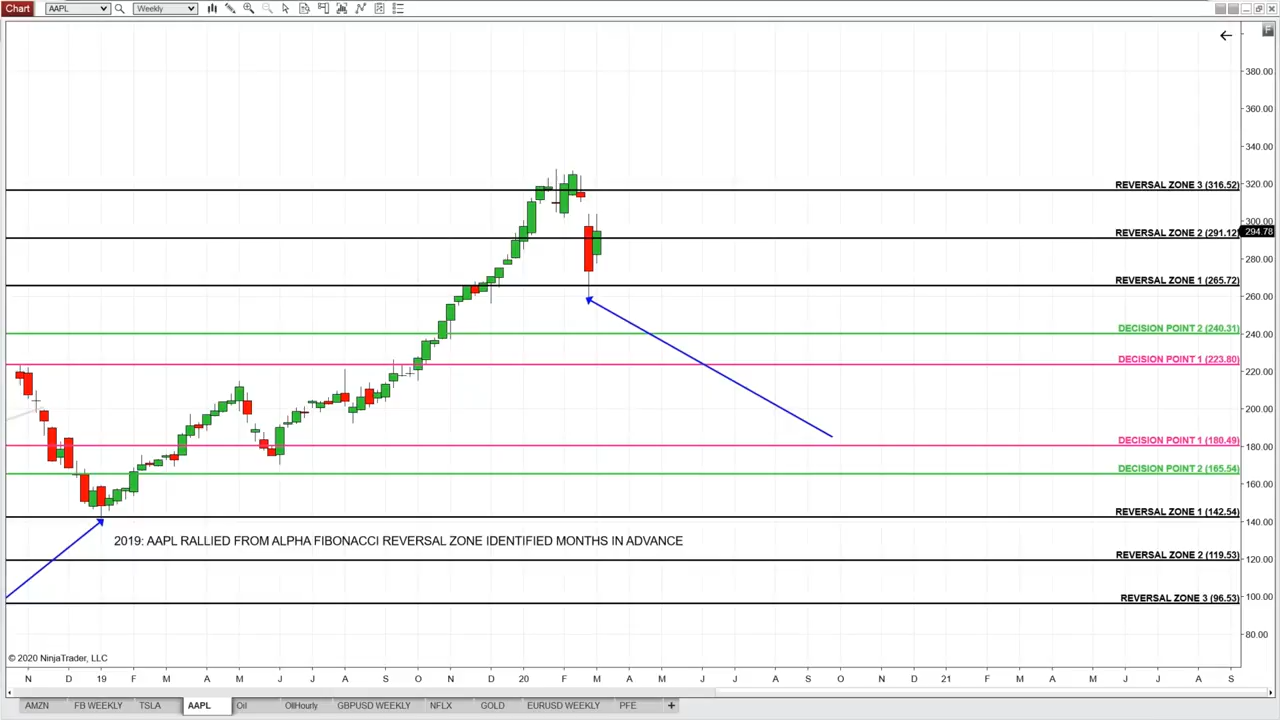 Chart AAPL Weekly
F
380.00
360.00
340.00
REVERSAL ZONE 3 (316.52) 320.00
300.00
REVERSAL ZONE 2 (291.12) 294.78
280.00
REVERSAL ZONE 1 (265.72)
260.00
DECISION POINT 2 (240.31) 240.00
DECISION POINT 1 (223.80) 220.00
200.00
DECISION POINT 1 (180.49) 180.00
DECISION POINT 2 (165.54)
160.00
REVERSAL ZONE 1 (142.54)
140.00
2019: AAPL RALLIED FROM ALPHA FIBONACCI REVERSAL ZONE IDENTIFIED MONTHS IN ADVANCE
REVERSAL ZONE 2 (119.53) 120.00
REVERSAL ZONE 3 (96.53) 100.00
80.00
© 2020 NinjaTrader, LLC
N D 19 F M A M J J A S O N D 20 F M A M J J A S O N D 21 F M A M J J A S
AMZN FB WEEKLY TSLA AAPL Oil OilHourly GBPUSD WEEKLY NFLX GOLD EURUSD WEEKLY PFE +